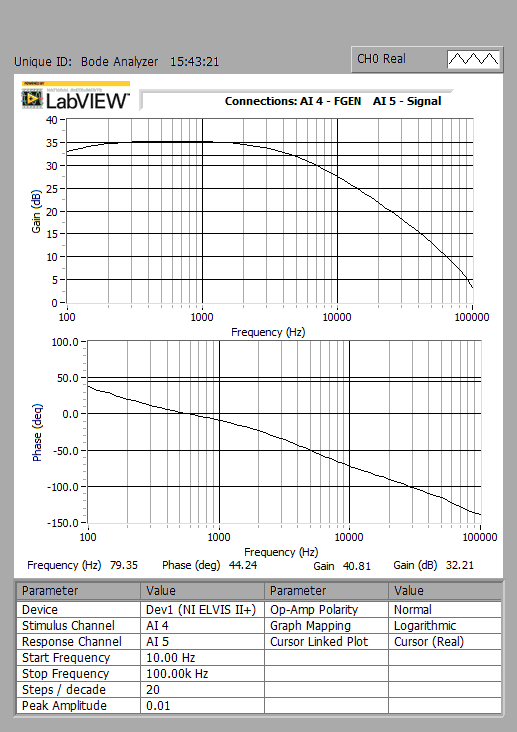 Unique ID: Bode Analyzer 15:43:21
CH0 Real
POWERED BY
NATIONAL INSTRUMENTS
LabVIEW™
Connections: AI 4 - FGEN AI 5 - Signal
40
35
30
25
20
15
10
5
0
Gain (dB)
100 1000 10000 100000
Frequency (Hz)
100.0
50.0
0.0
-50.0
-100.0
-150.0
Phase (deg)
100 1000 10000 100000
Frequency (Hz)
Frequency (Hz) 79.35 Phase (deg) 44.24 Gain 40.81 Gain (dB) 32.21
Parameter Value Parameter Value
Device Dev1 (NI ELVIS II+) Op-Amp Polarity Normal
Stimulus Channel AI 4 Graph Mapping Logarithmic
Response Channel AI 5 Cursor Linked Plot Cursor (Real)
Start Frequency 10.00 Hz
Stop Frequency 100.00k Hz
Steps / decade 20
Peak Amplitude 0.01